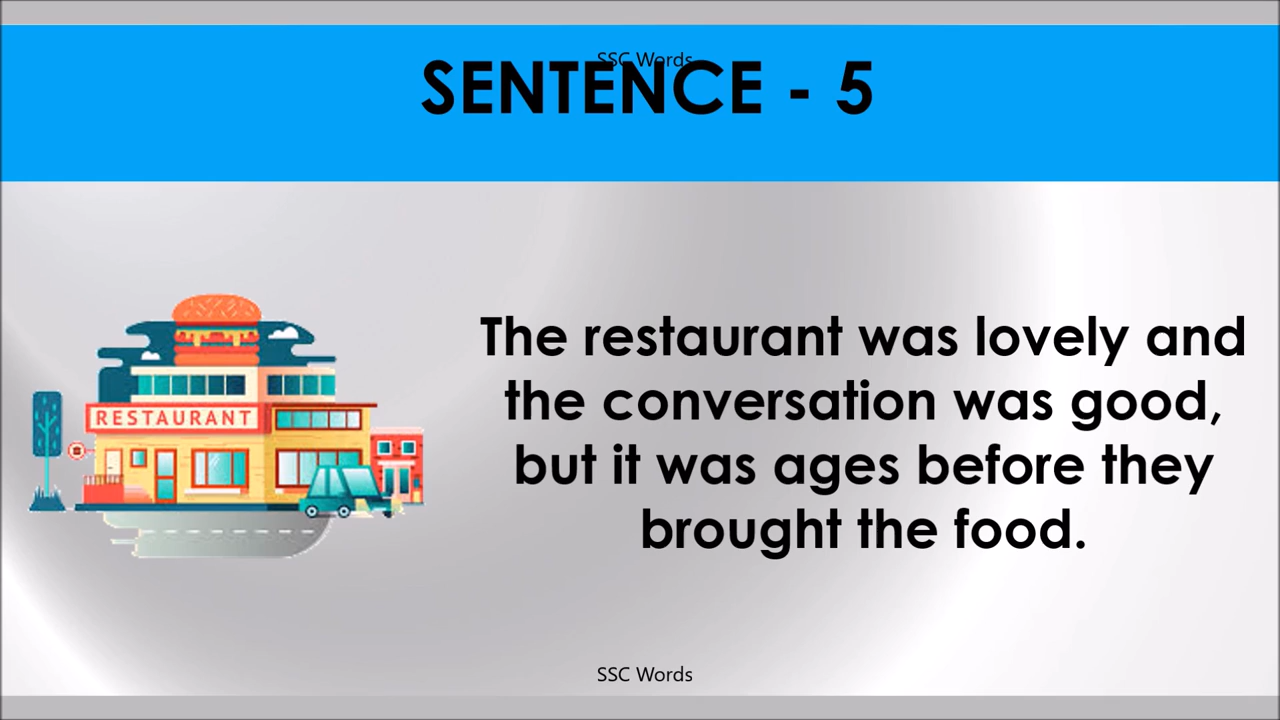 SSC Words
SENTENCE - 5
RESTAURANT
The restaurant was lovely and
the conversation was good,
but it was ages before they
brought the food.
SSC Words